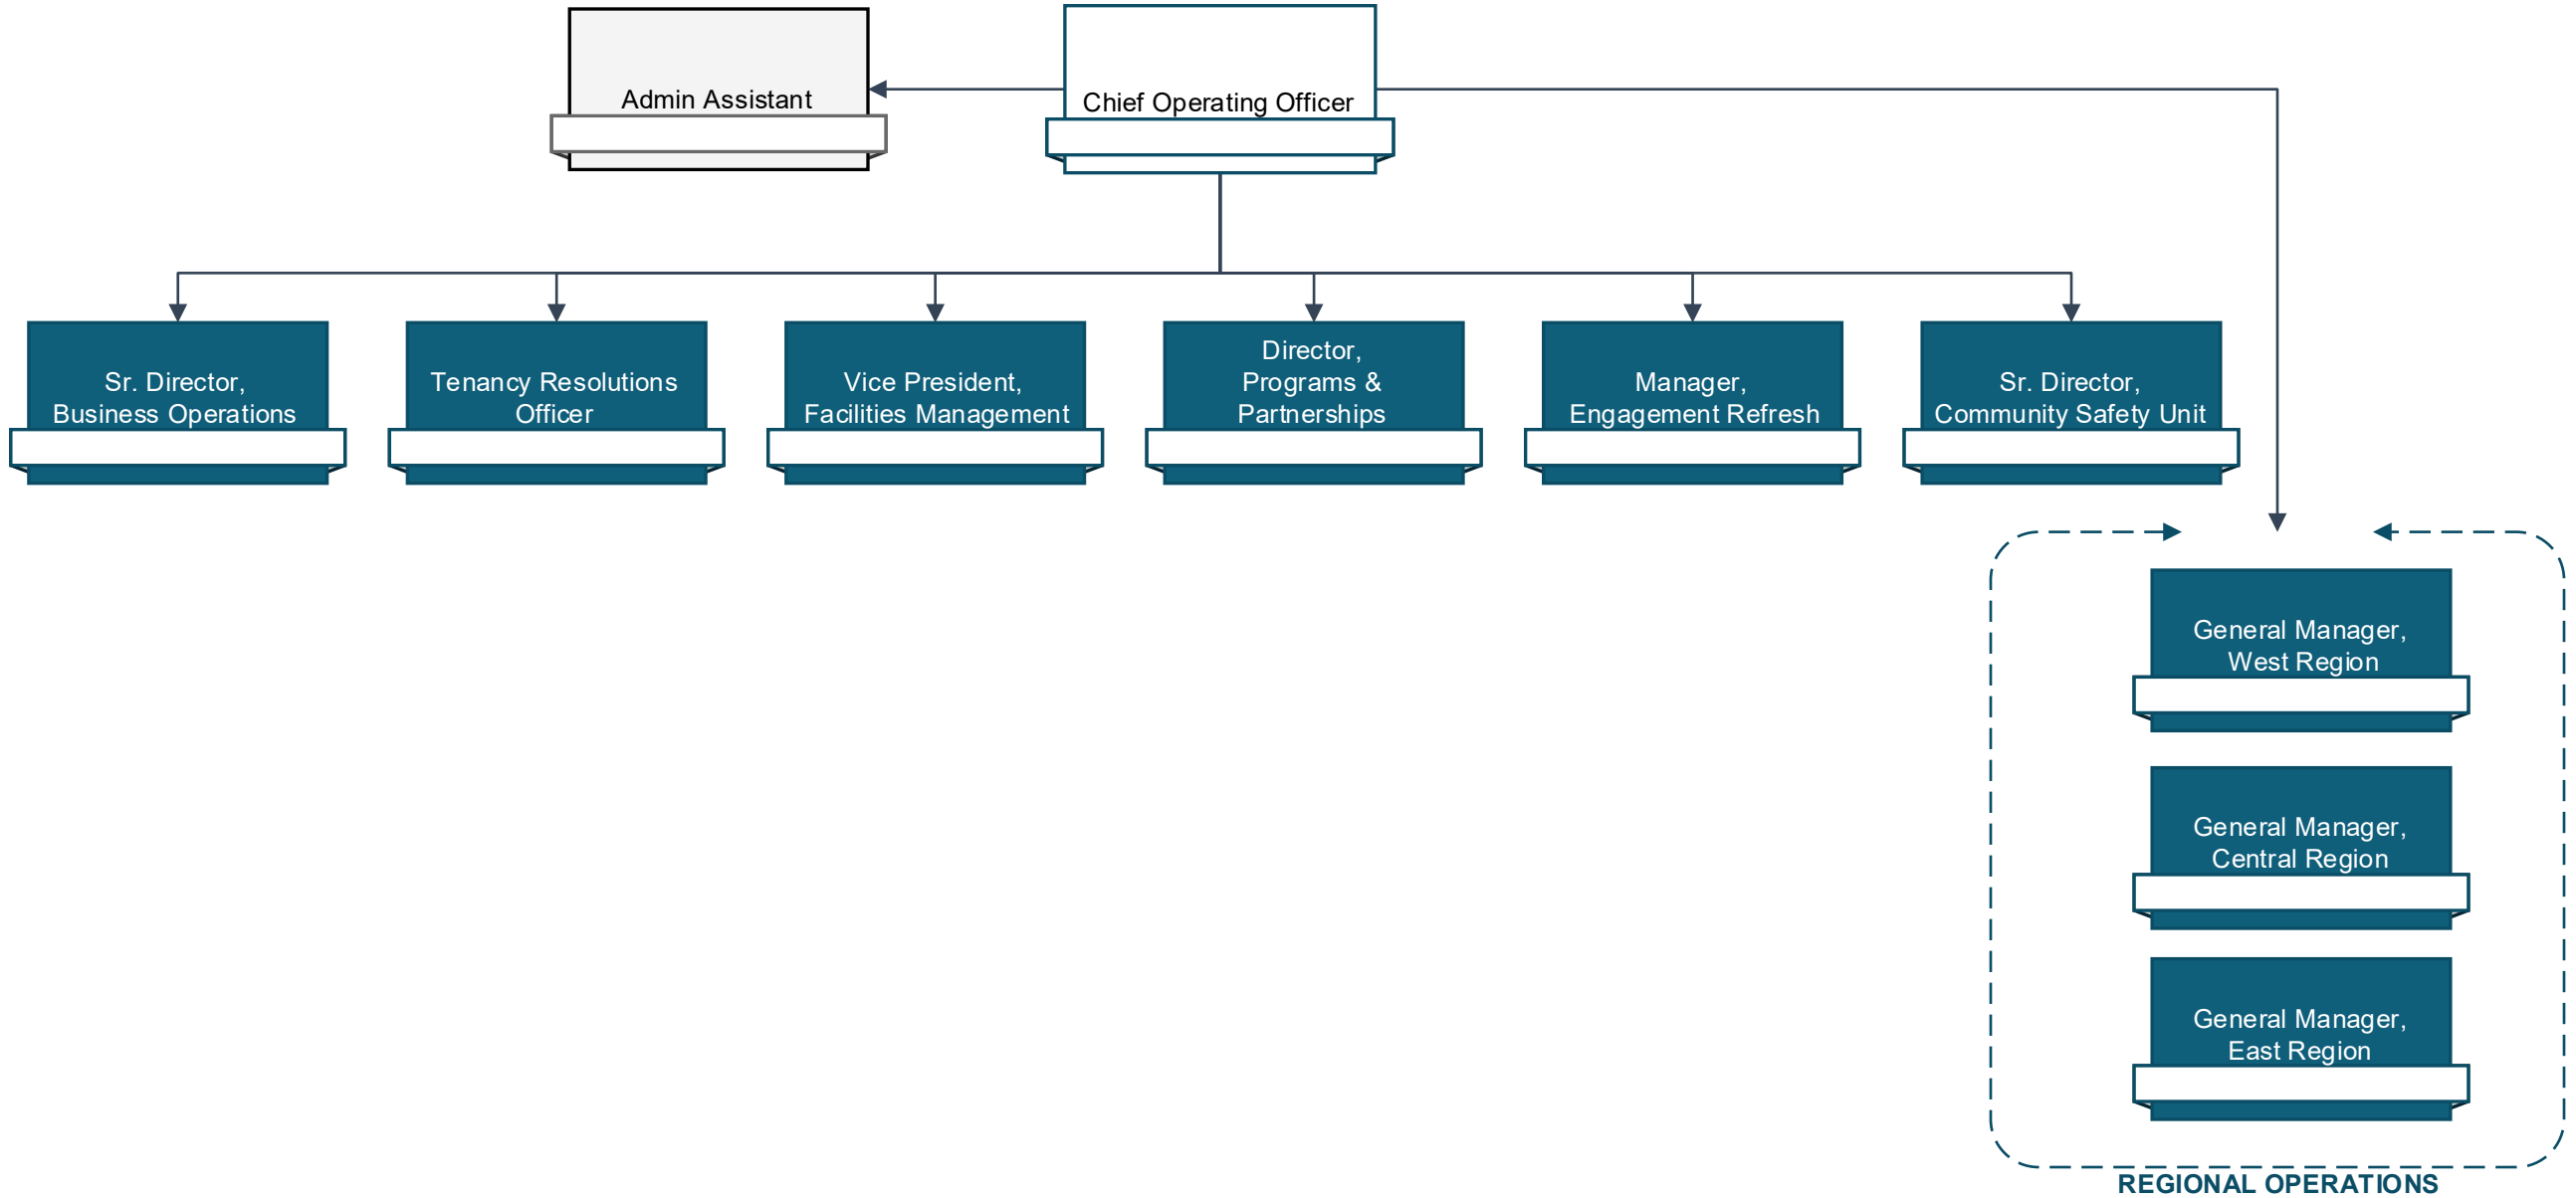 Admin Assistant
Chief Operating Officer
Sr. Director,
Business Operations
Tenancy Resolutions
Officer
Vice President,
Facilities Management
Director,
Programs &
Partnerships
Manager,
Engagement Refresh
Sr. Director,
Community Safety Unit
General Manager,
West Region
General Manager,
Central Region
General Manager,
East Region
REGIONAL OPERATIONS